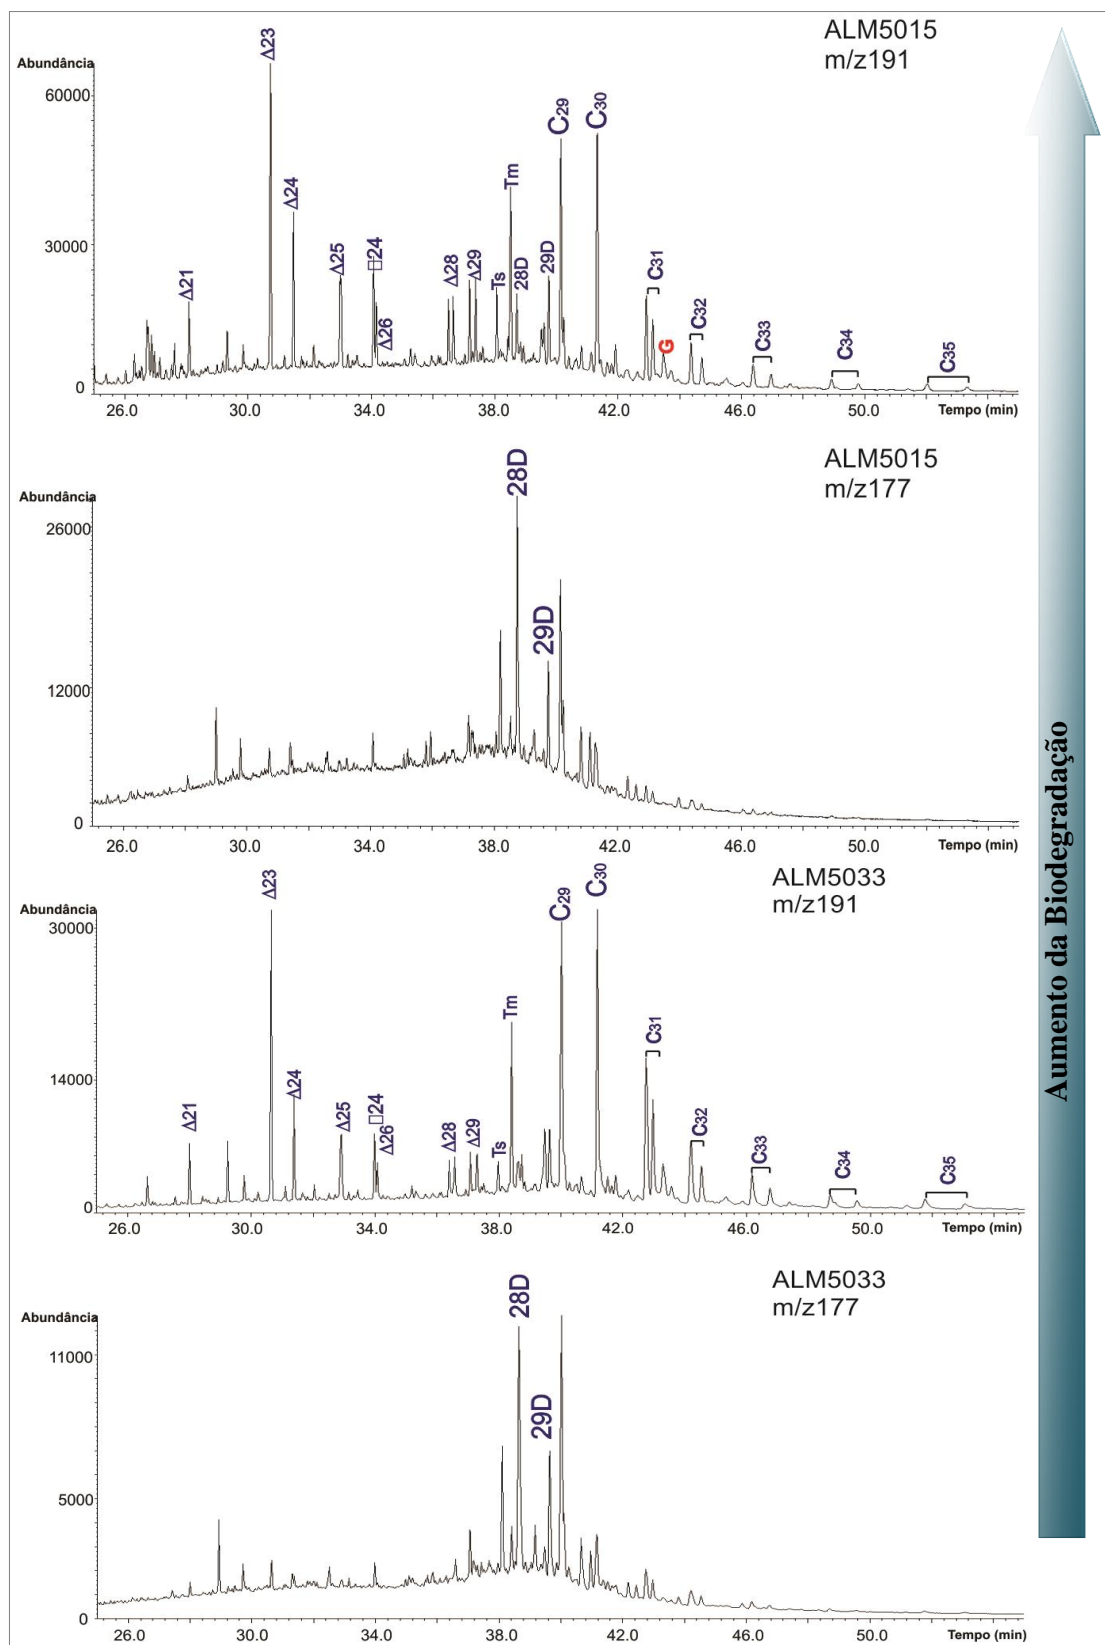 ALM5015
m/z191
Abundância
60000
30000
0
Δ21
Δ23
Δ24
Δ25
□24
Δ26
Δ28
Δ29
Ts
Tm
28D
29D
C29
C30
C31
G
C32
C33
C34
C35
26.0 30.0 34.0 38.0 42.0 46.0 50.0 Tempo (min)
ALM5015
m/z177
Abundância
26000
12000
0
28D
29D
26.0 30.0 34.0 38.0 42.0 46.0 50.0 Tempo (min)
ALM5033
m/z191
Abundância
30000
14000
0
Δ21
Δ23
Δ24
Δ25
□24
Δ26
Δ28
Δ29
Ts
Tm
C29
C30
C31
C32
C33
C34
C35
26.0 30.0 34.0 38.0 42.0 46.0 50.0 Tempo (min)
ALM5033
m/z177
Abundância
11000
5000
0
28D
29D
26.0 30.0 34.0 38.0 42.0 46.0 50.0 Tempo (min)
Aumento da Biodegradação